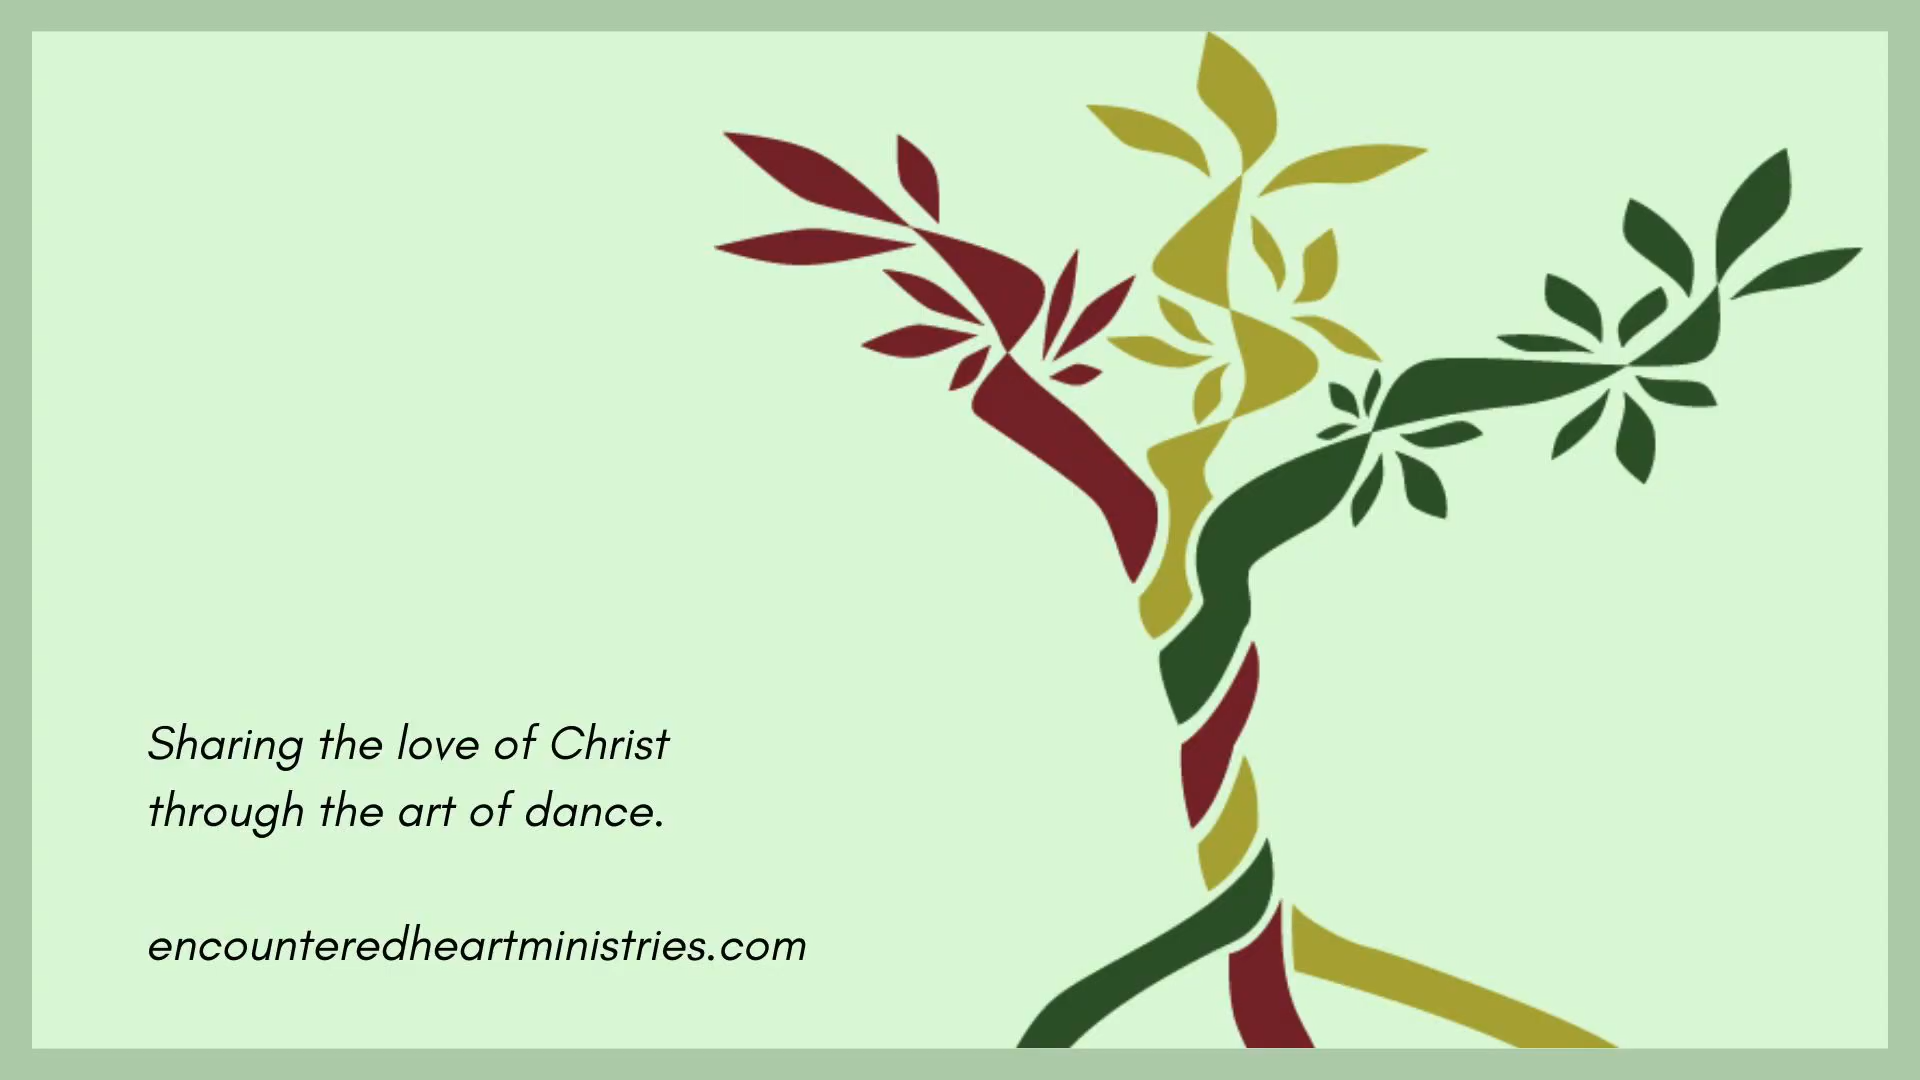 Sharing the love of Christ
through the art of dance.
encounteredheartministries.com